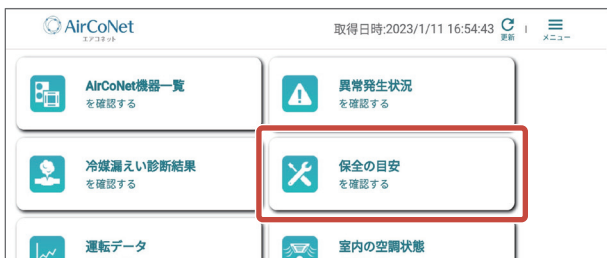 AirCoNet
エアコネット
取得日時:2023/1/11 16:54:43
更新
メニュー
AirCoNet機器一覧
を確認する
異常発生状況
を確認する
冷媒漏えい診断結果
を確認する
保全の目安
を確認する
運転データ
室内の空調状態